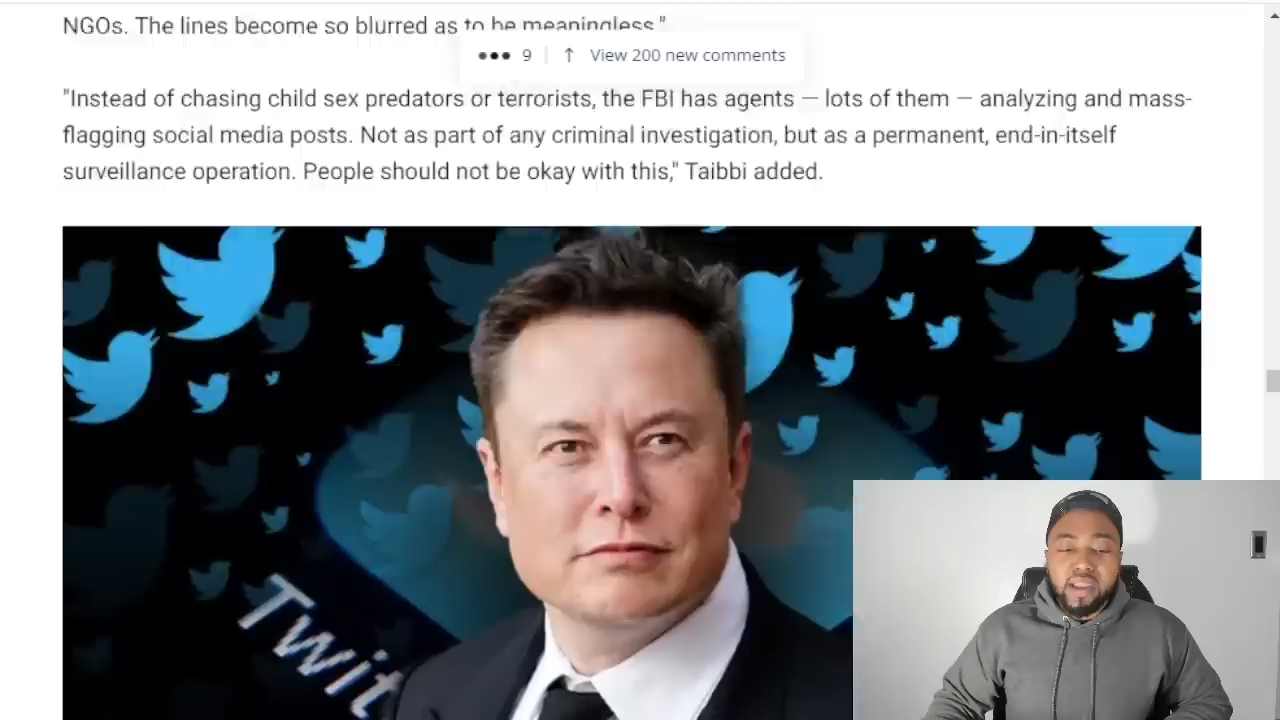 NGOs. The lines become so blurred as to be meaningless."
••• 9 | ↑ View 200 new comments
"Instead of chasing child sex predators or terrorists, the FBI has agents — lots of them — analyzing and mass-
flagging social media posts. Not as part of any criminal investigation, but as a permanent, end-in-itself
surveillance operation. People should not be okay with this," Taibbi added.
Twit